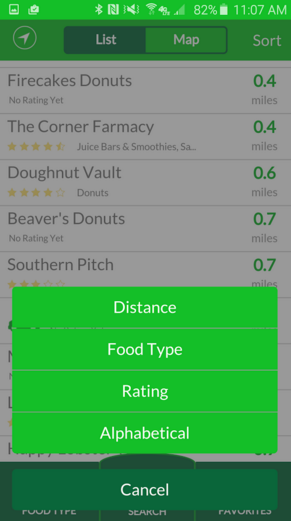 82% 11:07 AM
List Map Sort
Firecakes Donuts 0.4
No Rating Yet miles
The Corner Farmacy 0.4
Juice Bars & Smoothies, Sa... miles
Doughnut Vault 0.6
Donuts miles
Beaver's Donuts 0.7
No Rating Yet miles
Southern Pitch 0.7
miles
Distance
Food Type
Rating
Alphabetical
Cancel
FOOD TYPE SEARCH FAVORITES